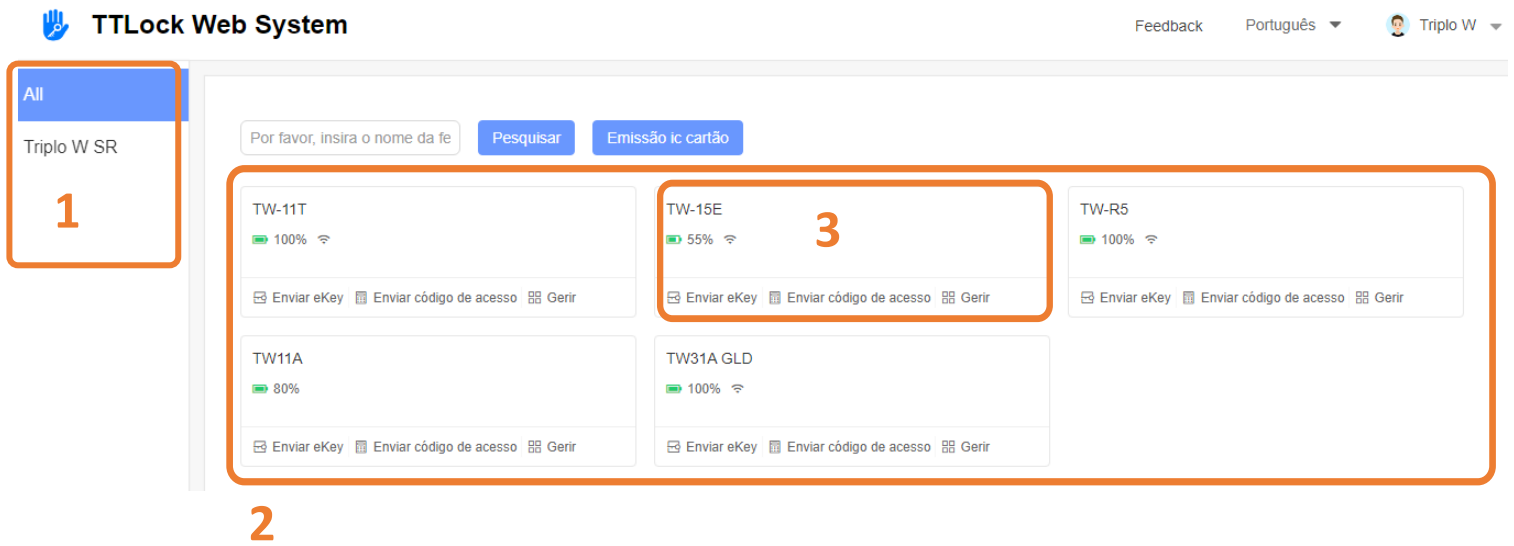 TTLock Web System
Feedback Português Triplo W
All
Triplo W SR
1
Por favor, insira o nome da fe Pesquisar Emissão ic cartão
TW-11T
100%
Enviar eKey Enviar código de acesso Gerir
TW-15E
55%
3
Enviar eKey Enviar código de acesso Gerir
TW-R5
100%
Enviar eKey Enviar código de acesso Gerir
TW11A
80%
Enviar eKey Enviar código de acesso Gerir
TW31A GLD
100%
Enviar eKey Enviar código de acesso Gerir
2